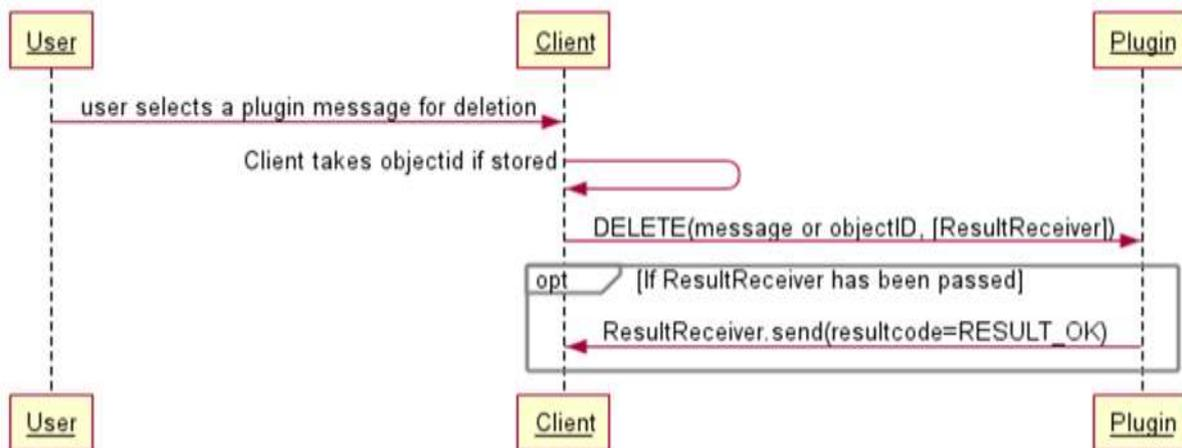 User
Client
Plugin
user selects a plugin message for deletion
Client takes objectid if stored
DELETE(message or objectID, [ResultReceiver])
opt
[If ResultReceiver has been passed]
ResultReceiver.send(resultcode=RESULT_OK)
User
Client
Plugin